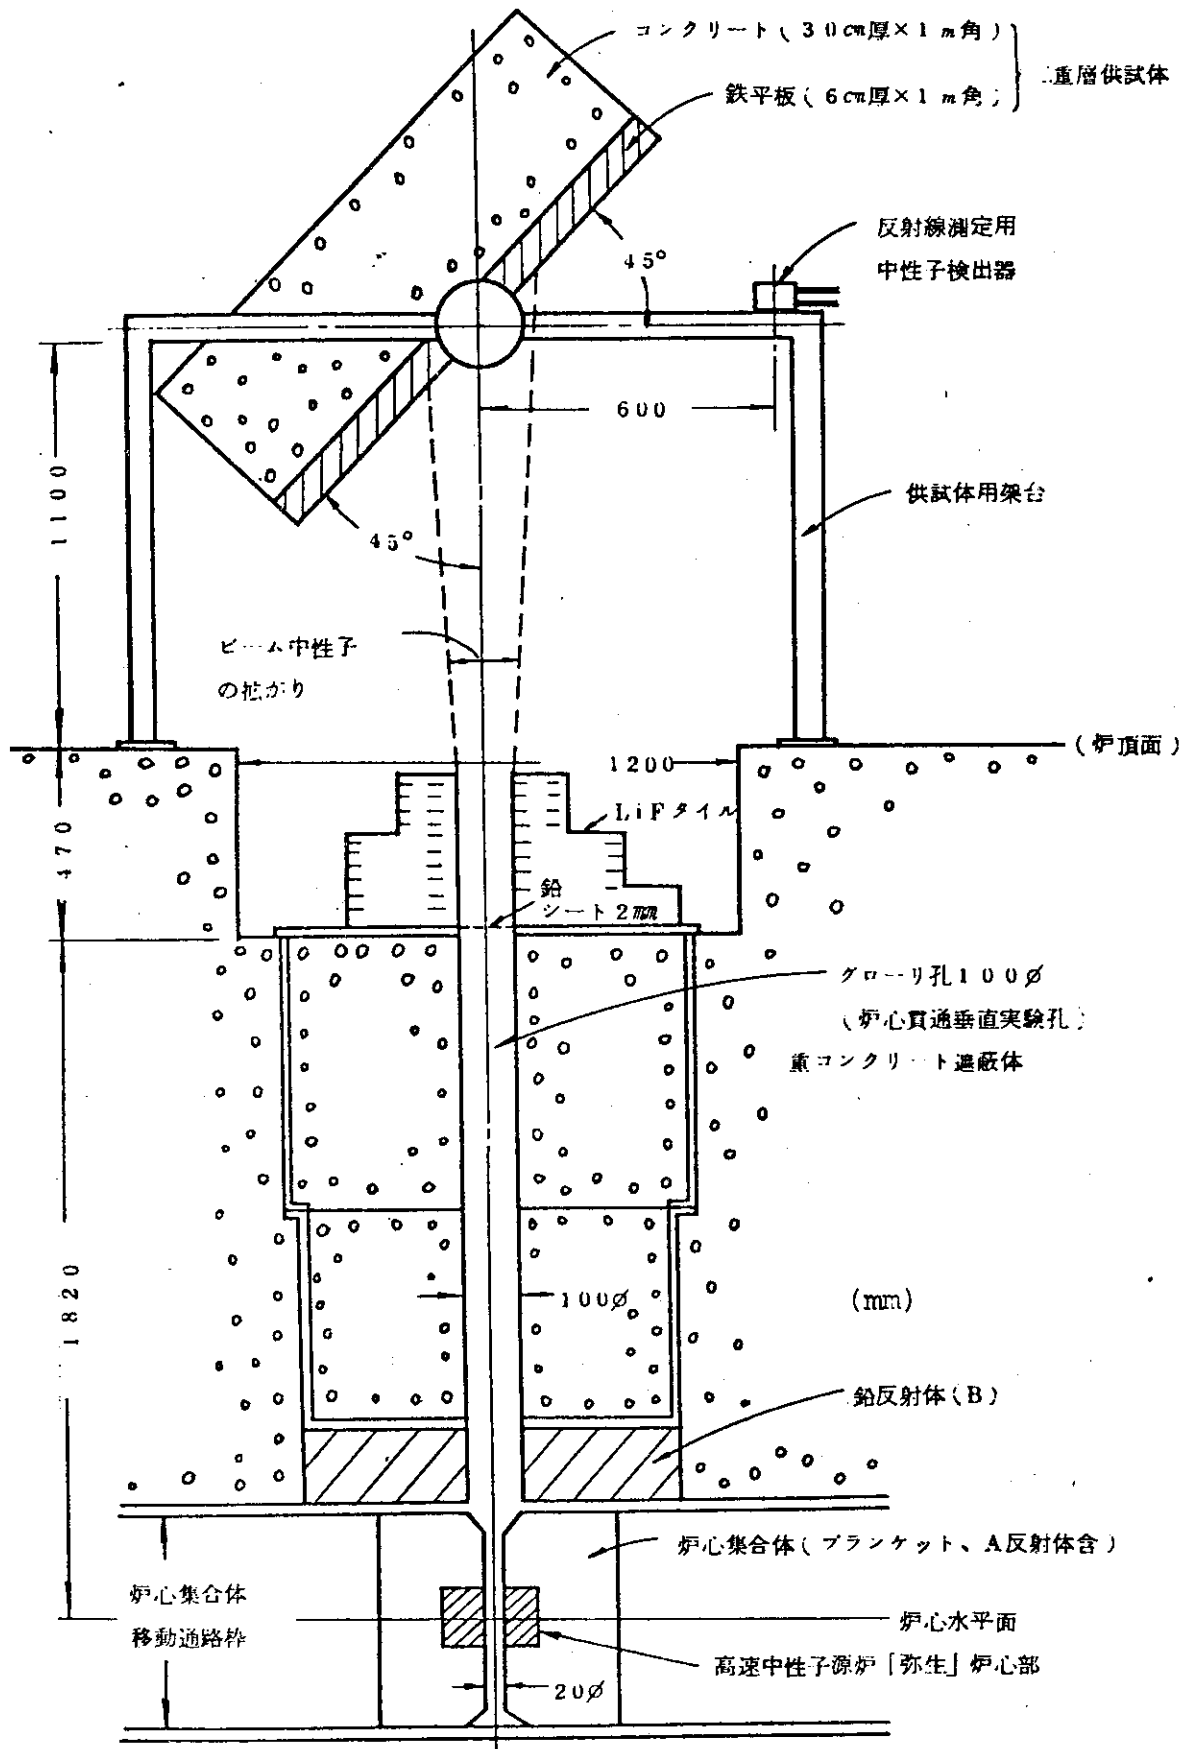 コンクリート(30cm厚×1m角)
鉄平板(6cm厚×1m角)
二重層供試体
反射線測定用
中性子検出器
45°
600
1100
供試体用架台
45°
ビーム中性子
の拡がり
(炉頂面)
1200
LiFタイル
470
鉛
シート2mm
グローリ孔100ø
(炉心貫通垂直実験孔)
重コンクリート遮蔽体
1820
100ø
(mm)
鉛反射体(B)
炉心集合体(ブランケット、A反射体含)
炉心集合体
移動通路枠
炉心水平面
高速中性子源炉「弥生」炉心部
20ø